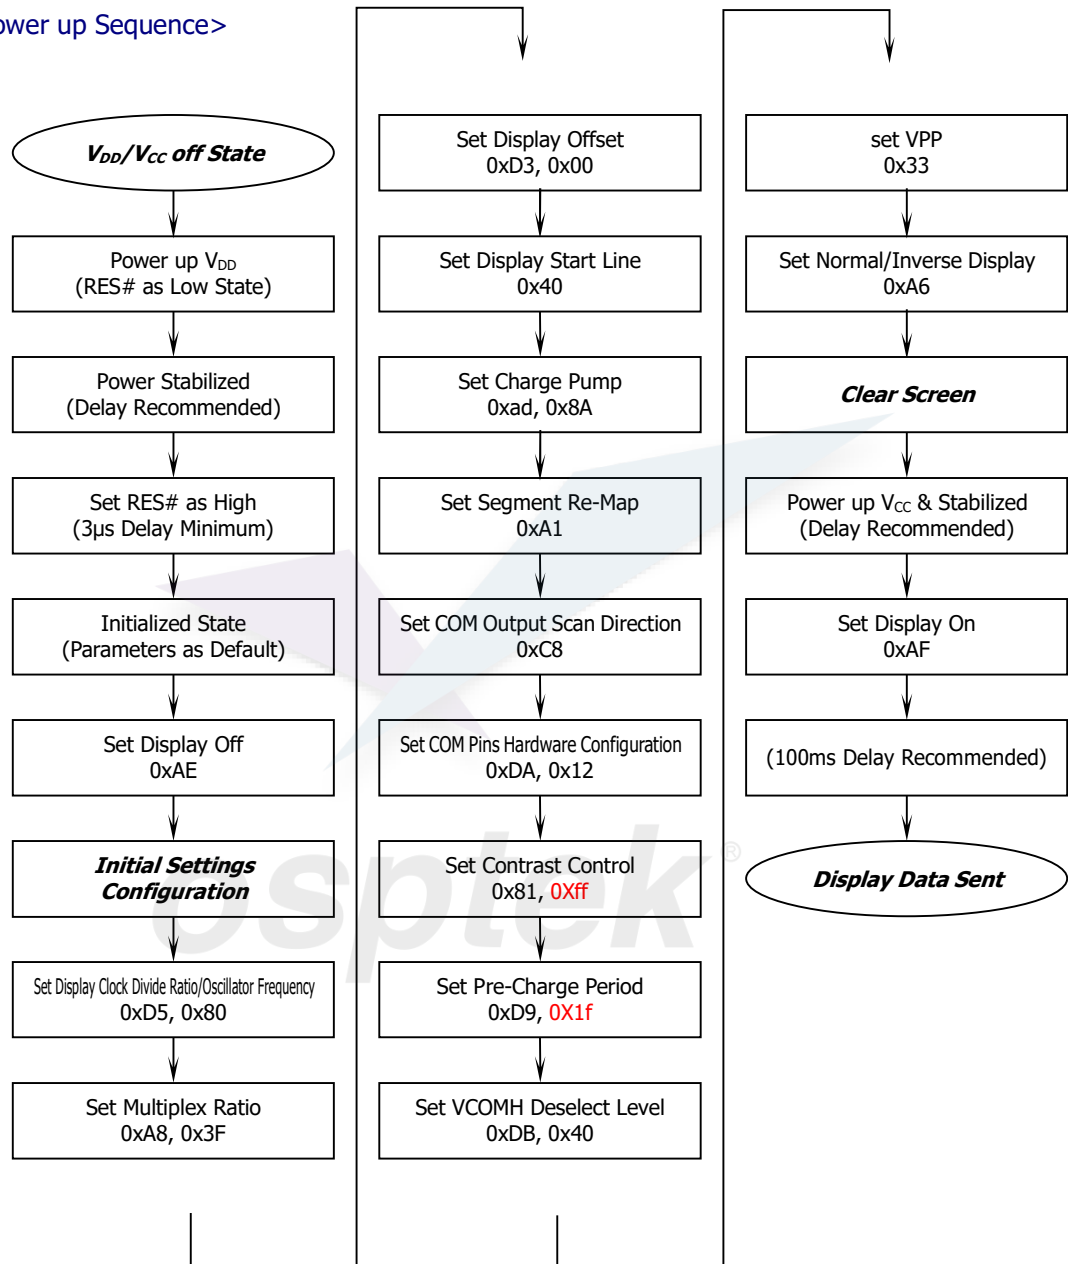 ower up Sequence>
V_DD/V_CC off State
Power up V_DD
(RES# as Low State)
Power Stabilized
(Delay Recommended)
Set RES# as High
(3µs Delay Minimum)
Initialized State
(Parameters as Default)
Set Display Off
0xAE
Initial Settings
Configuration
Set Display Clock Divide Ratio/Oscillator Frequency
0xD5, 0x80
Set Multiplex Ratio
0xA8, 0x3F
Set Display Offset
0xD3, 0x00
Set Display Start Line
0x40
Set Charge Pump
0xad, 0x8A
Set Segment Re-Map
0xA1
Set COM Output Scan Direction
0xC8
Set COM Pins Hardware Configuration
0xDA, 0x12
Set Contrast Control
0x81, 0Xff
Set Pre-Charge Period
0xD9, 0X1f
Set VCOMH Deselect Level
0xDB, 0x40
set VPP
0x33
Set Normal/Inverse Display
0xA6
Clear Screen
Power up V_CC & Stabilized
(Delay Recommended)
Set Display On
0xAF
(100ms Delay Recommended)
Display Data Sent
osptek®